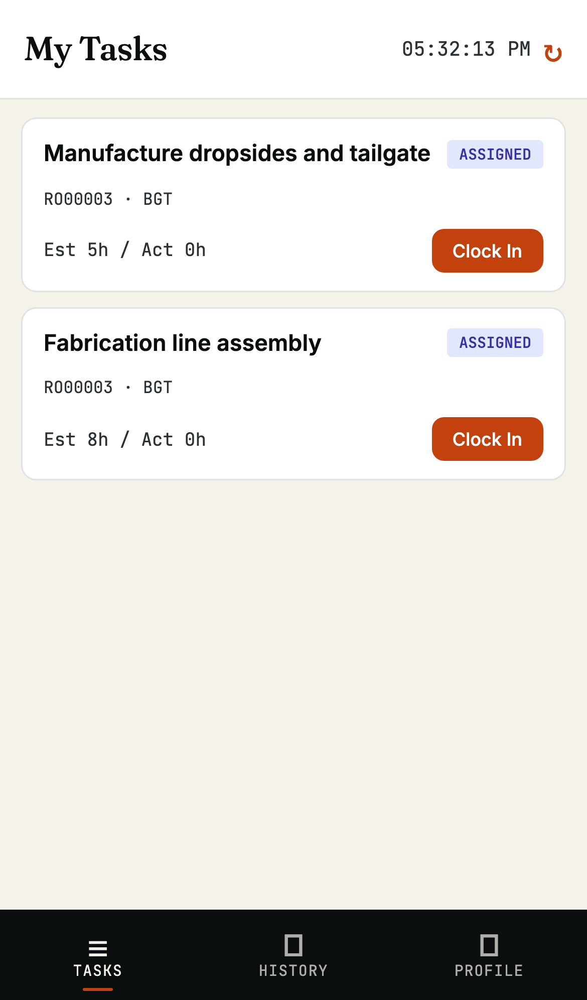 My Tasks
05:32:13 PM ↻
Manufacture dropsides and tailgate
ASSIGNED
RO00003 · BGT
Est 5h / Act 0h
Clock In
Fabrication line assembly
ASSIGNED
RO00003 · BGT
Est 8h / Act 0h
Clock In
TASKS
HISTORY
PROFILE